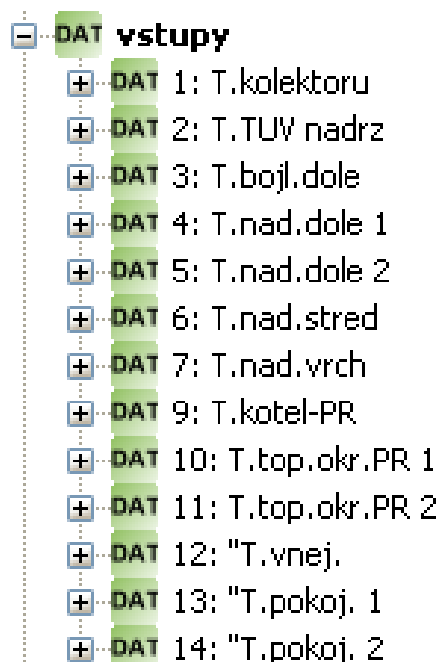 DAT vstupy
DAT 1: T.kolektoru
DAT 2: T.TUV nadrz
DAT 3: T.bojl.dole
DAT 4: T.nad.dole 1
DAT 5: T.nad.dole 2
DAT 6: T.nad.stred
DAT 7: T.nad.vrch
DAT 9: T.kotel-PR
DAT 10: T.top.okr.PR 1
DAT 11: T.top.okr.PR 2
DAT 12: "T.vnej.
DAT 13: "T.pokoj. 1
DAT 14: "T.pokoj. 2